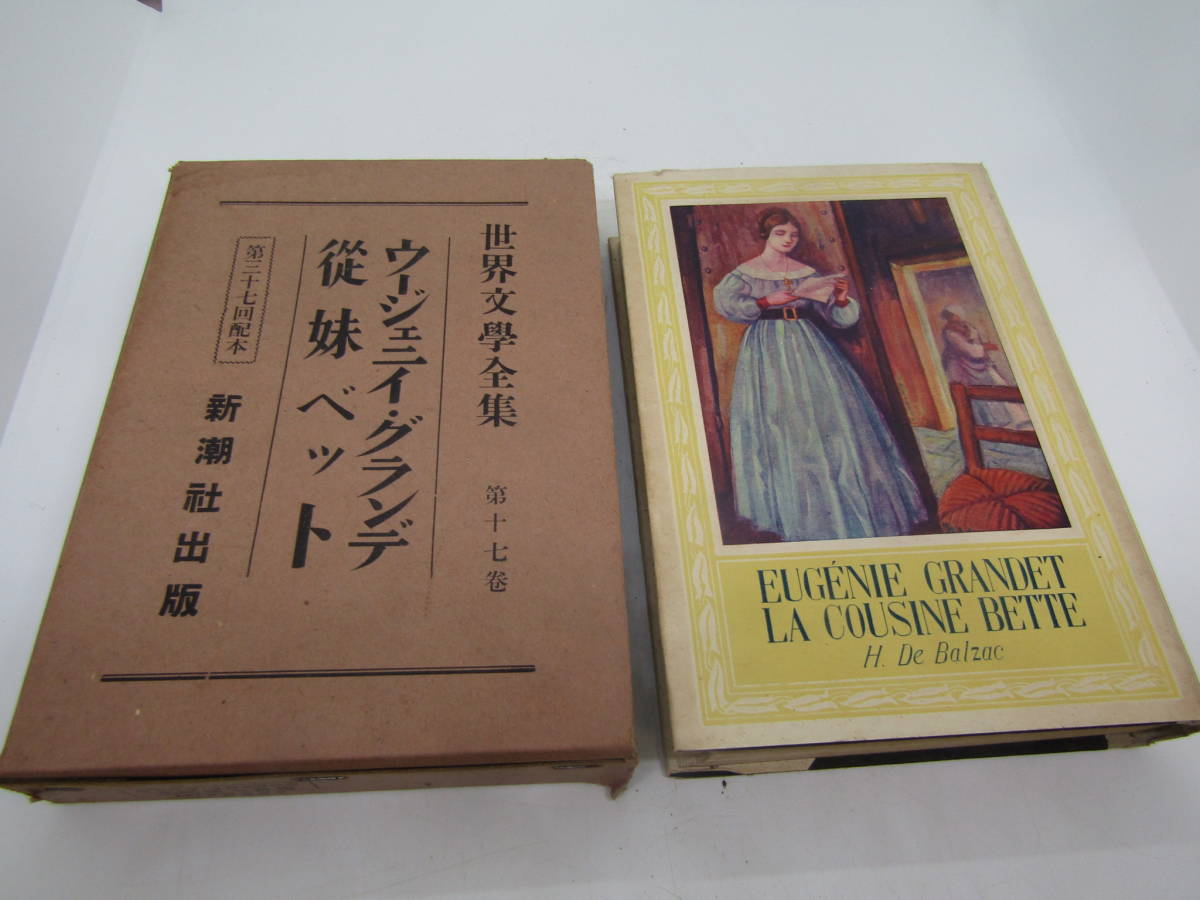 世界文學全集 第十七卷
ウージェニイ・グランデ
從妹ベット
第三十七回配本
新潮社出版
EUGÉNIE GRANDET
LA COUSINE BETTE
H. De Balzac